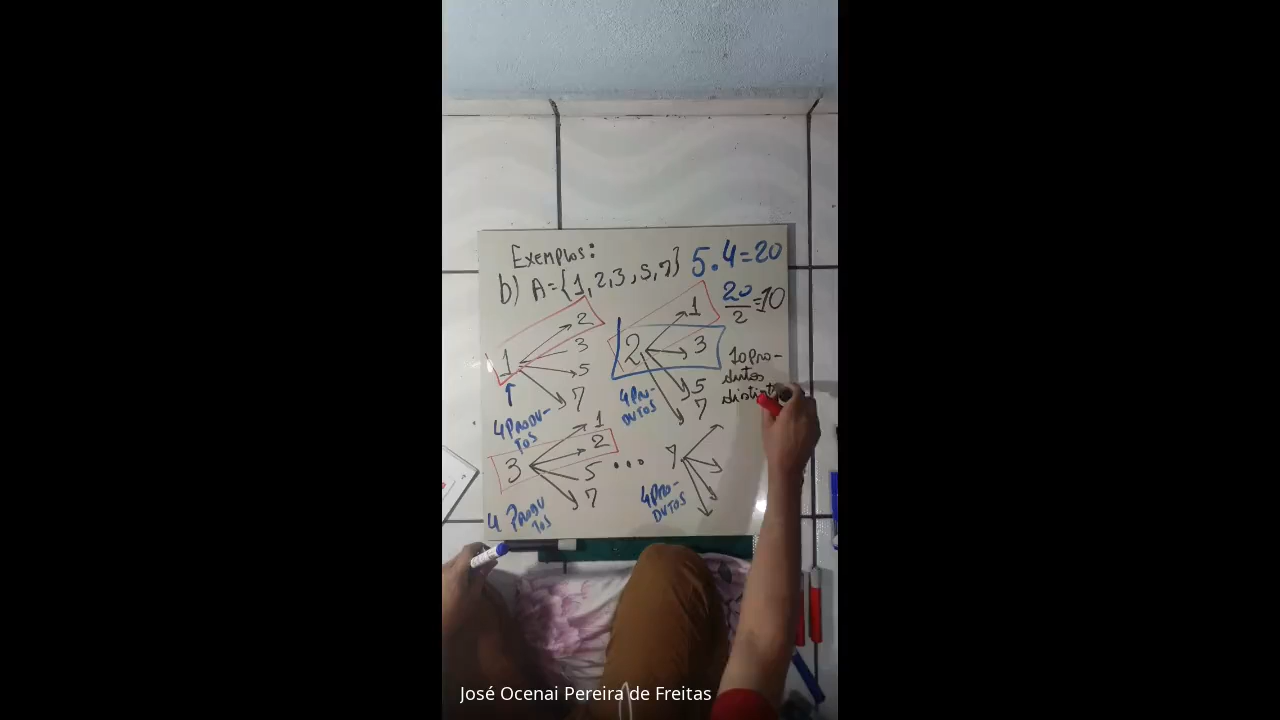 Exemplos:
b) A={1,2,3,5,7} 5.4=20
20/2=10
1 2 3 5 7
4 PRODU-
TOS
2 1 3 5 7
4 PRO-
DUTOS
10 pro-
dutos
distint
3 1 2 5 7
4 PRODU
TOS
... 7
4 PRO-
DUTOS
José Ocenai Pereira de Freitas